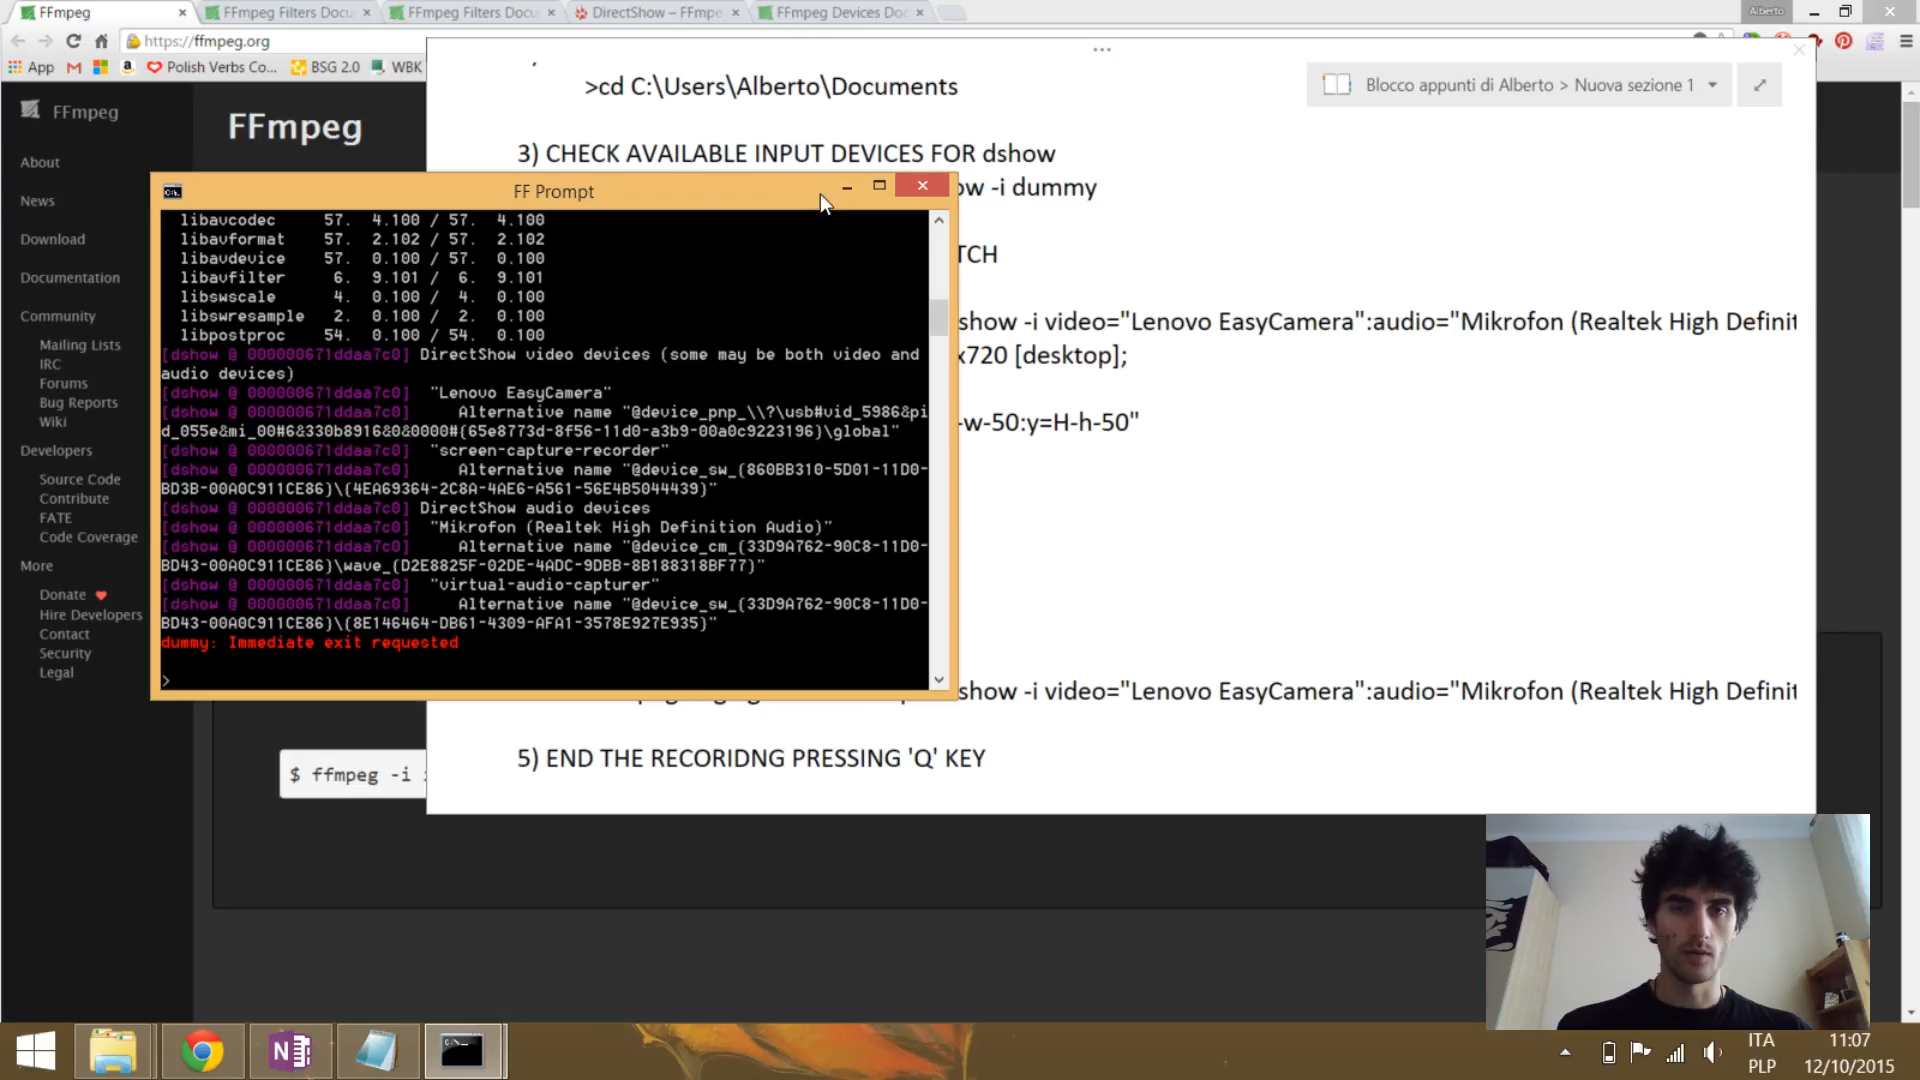 FFmpeg
FFmpeg Filters Docu
FFmpeg Filters Docu
DirectShow – FFmpe
FFmpeg Devices Doc
Alberto
https://ffmpeg.org
App
Polish Verbs Co...
BSG 2.0
WBK
FFmpeg
About
News
Download
Documentation
Community
Mailing Lists
IRC
Forums
Bug Reports
Wiki
Developers
Source Code
Contribute
FATE
Code Coverage
More
Donate
Hire Developers
Contact
Security
Legal
FFmpeg
$ ffmpeg -i
>cd C:\Users\Alberto\Documents
Blocco appunti di Alberto > Nuova sezione 1
3) CHECK AVAILABLE INPUT DEVICES FOR dshow
ow -i dummy
TCH
show -i video="Lenovo EasyCamera":audio="Mikrofon (Realtek High Definit
x720 [desktop];
-w-50:y=H-h-50"
show -i video="Lenovo EasyCamera":audio="Mikrofon (Realtek High Definit
5) END THE RECORIDNG PRESSING 'Q' KEY
FF Prompt
libavcodec 57. 4.100 / 57. 4.100
libavformat 57. 2.102 / 57. 2.102
libavdevice 57. 0.100 / 57. 0.100
libavfilter 6. 9.101 / 6. 9.101
libswscale 4. 0.100 / 4. 0.100
libswresample 2. 0.100 / 2. 0.100
libpostproc 54. 0.100 / 54. 0.100
[dshow @ 000000671ddaa7c0] DirectShow video devices (some may be both video and
audio devices)
[dshow @ 000000671ddaa7c0] "Lenovo EasyCamera"
[dshow @ 000000671ddaa7c0] Alternative name "@device_pnp_\\?\usb#vid_5986&pi
d_055e&mi_00#6&330b8916&0&0000#{65e8773d-8f56-11d0-a3b9-00a0c9223196}\global"
[dshow @ 000000671ddaa7c0] "screen-capture-recorder"
[dshow @ 000000671ddaa7c0] Alternative name "@device_sw_{860BB310-5D01-11D0-
BD3B-00A0C911CE86}\{4EA69364-2C8A-4AE6-A561-56E4B5044439}"
[dshow @ 000000671ddaa7c0] DirectShow audio devices
[dshow @ 000000671ddaa7c0] "Mikrofon (Realtek High Definition Audio)"
[dshow @ 000000671ddaa7c0] Alternative name "@device_cm_{33D9A762-90C8-11D0-
BD43-00A0C911CE86}\wave_{D2E8825F-02DE-4ADC-9DBB-8B188318BF77}"
[dshow @ 000000671ddaa7c0] "virtual-audio-capturer"
[dshow @ 000000671ddaa7c0] Alternative name "@device_sw_{33D9A762-90C8-11D0-
BD43-00A0C911CE86}\{8E146464-DB61-4309-AFA1-3578E927E935}"
dummy: Immediate exit requested
>
ITA
PLP
11:07
12/10/2015